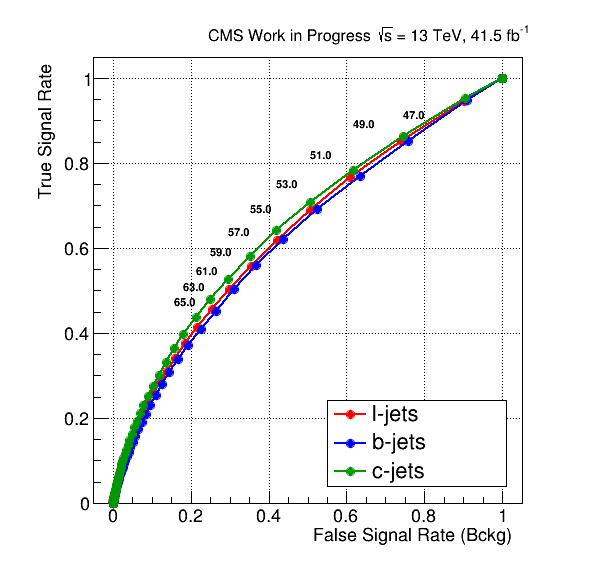 CMS Work in Progress √s = 13 TeV, 41.5 fb⁻¹
True Signal Rate
1
0.8
0.6
0.4
0.2
0
47.0
49.0
51.0
53.0
55.0
57.0
59.0
61.0
63.0
65.0
l-jets
b-jets
c-jets
0 0.2 0.4 0.6 0.8 1
False Signal Rate (Bckg)